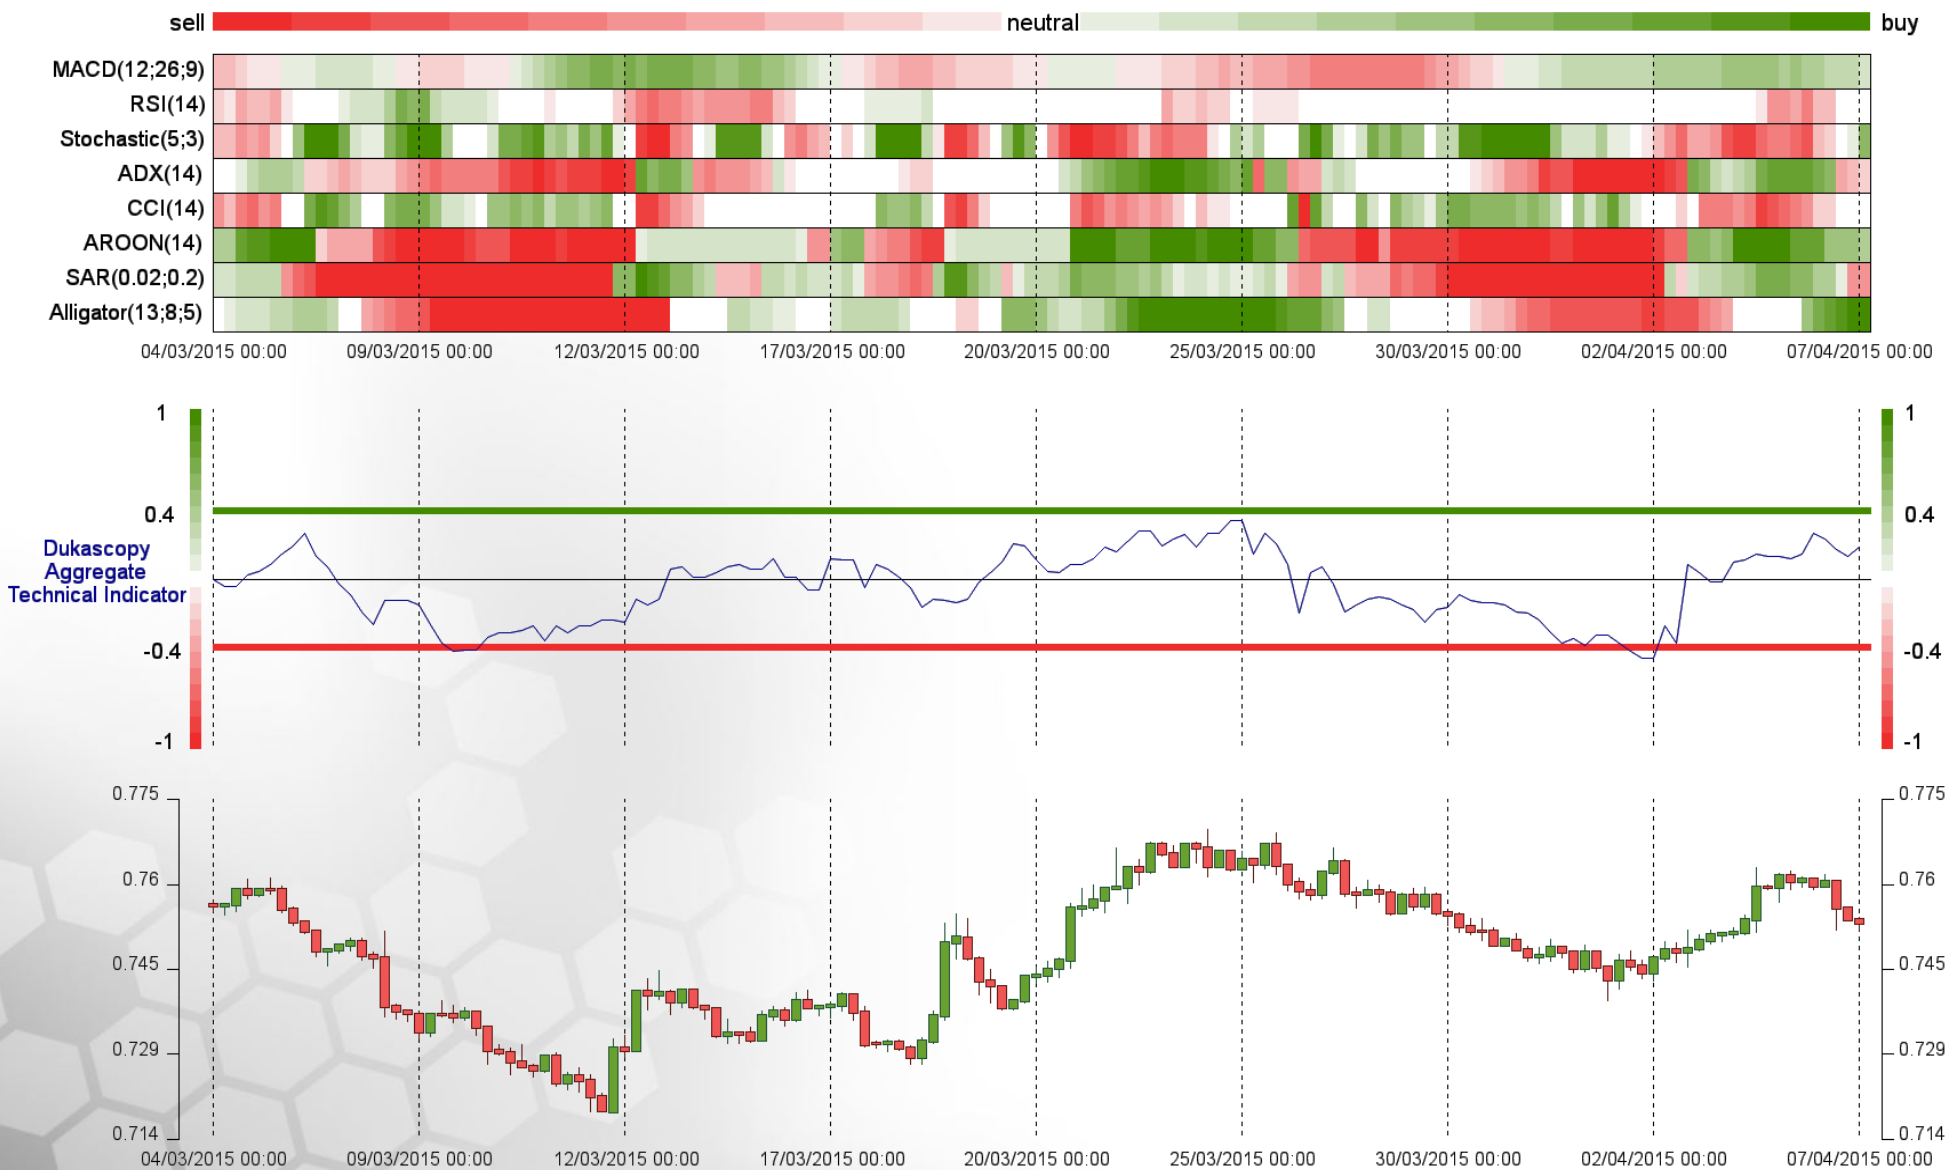 sell neutral buy
MACD(12;26;9)
RSI(14)
Stochastic(5;3)
ADX(14)
CCI(14)
AROON(14)
SAR(0.02;0.2)
Alligator(13;8;5)
04/03/2015 00:00 09/03/2015 00:00 12/03/2015 00:00 17/03/2015 00:00 20/03/2015 00:00 25/03/2015 00:00 30/03/2015 00:00 02/04/2015 00:00 07/04/2015 00:00
1 1
0.4 0.4
Dukascopy
Aggregate
Technical Indicator
-0.4 -0.4
-1 -1
0.775 0.775
0.76 0.76
0.745 0.745
0.729 0.729
0.714 0.714
04/03/2015 00:00 09/03/2015 00:00 12/03/2015 00:00 17/03/2015 00:00 20/03/2015 00:00 25/03/2015 00:00 30/03/2015 00:00 02/04/2015 00:00 07/04/2015 00:00